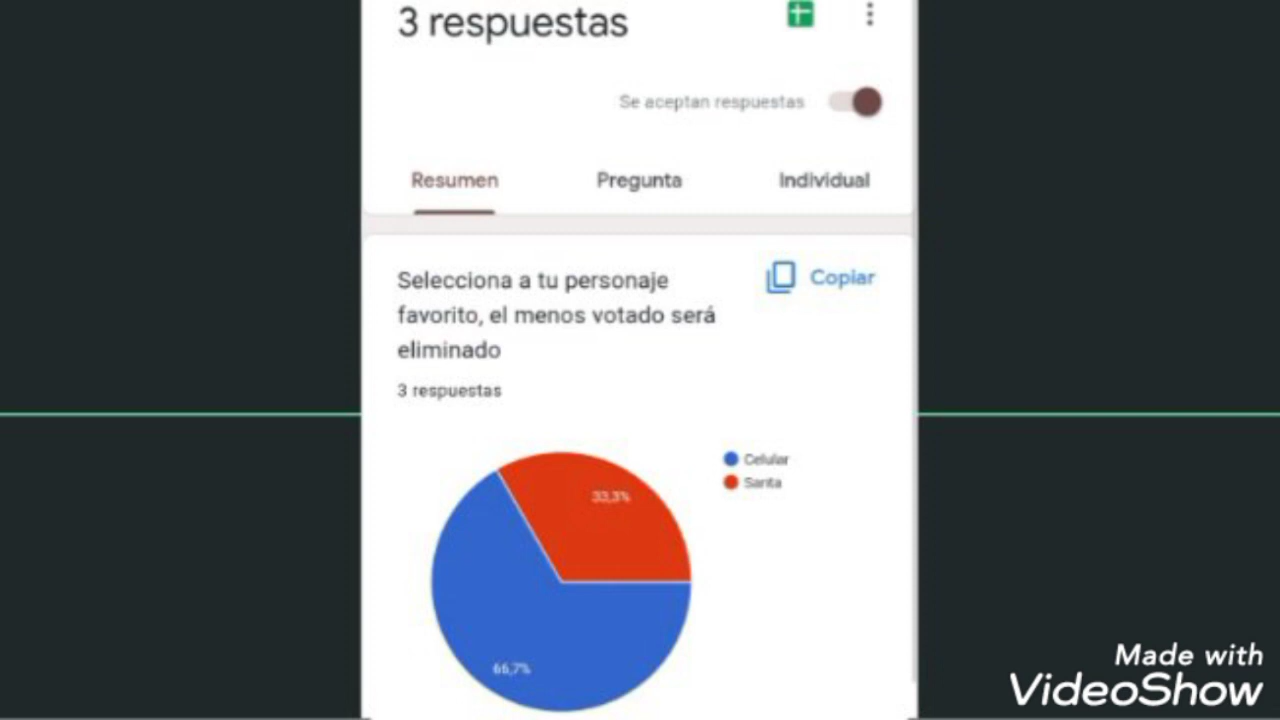 3 respuestas
Se aceptan respuestas
Resumen Pregunta Individual
Selecciona a tu personaje
favorito, el menos votado será
eliminado
Copiar
3 respuestas
Celular
Santa
33,3%
66,7%
Made with
VideoShow